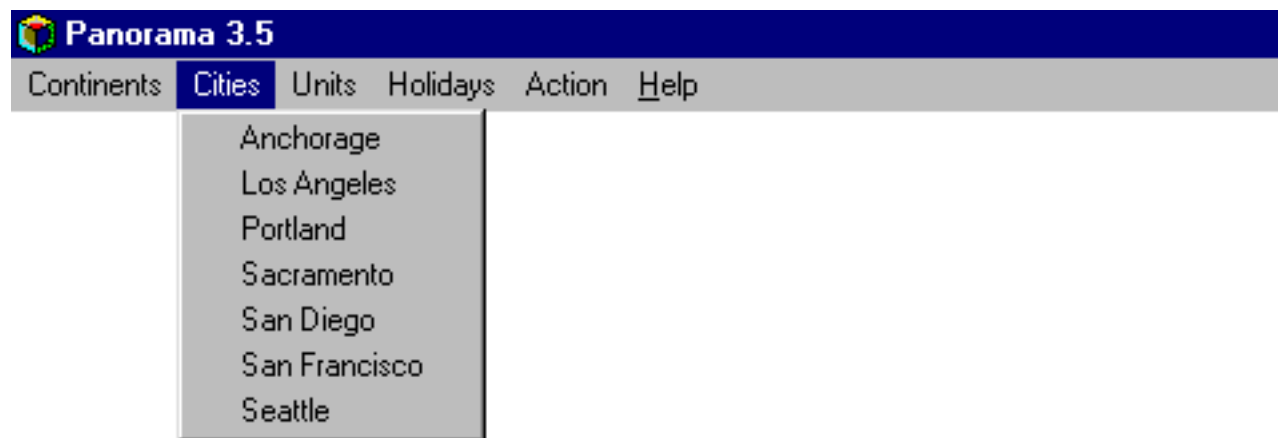 Panorama 3.5
Continents Cities Units Holidays Action Help
Anchorage
Los Angeles
Portland
Sacramento
San Diego
San Francisco
Seattle